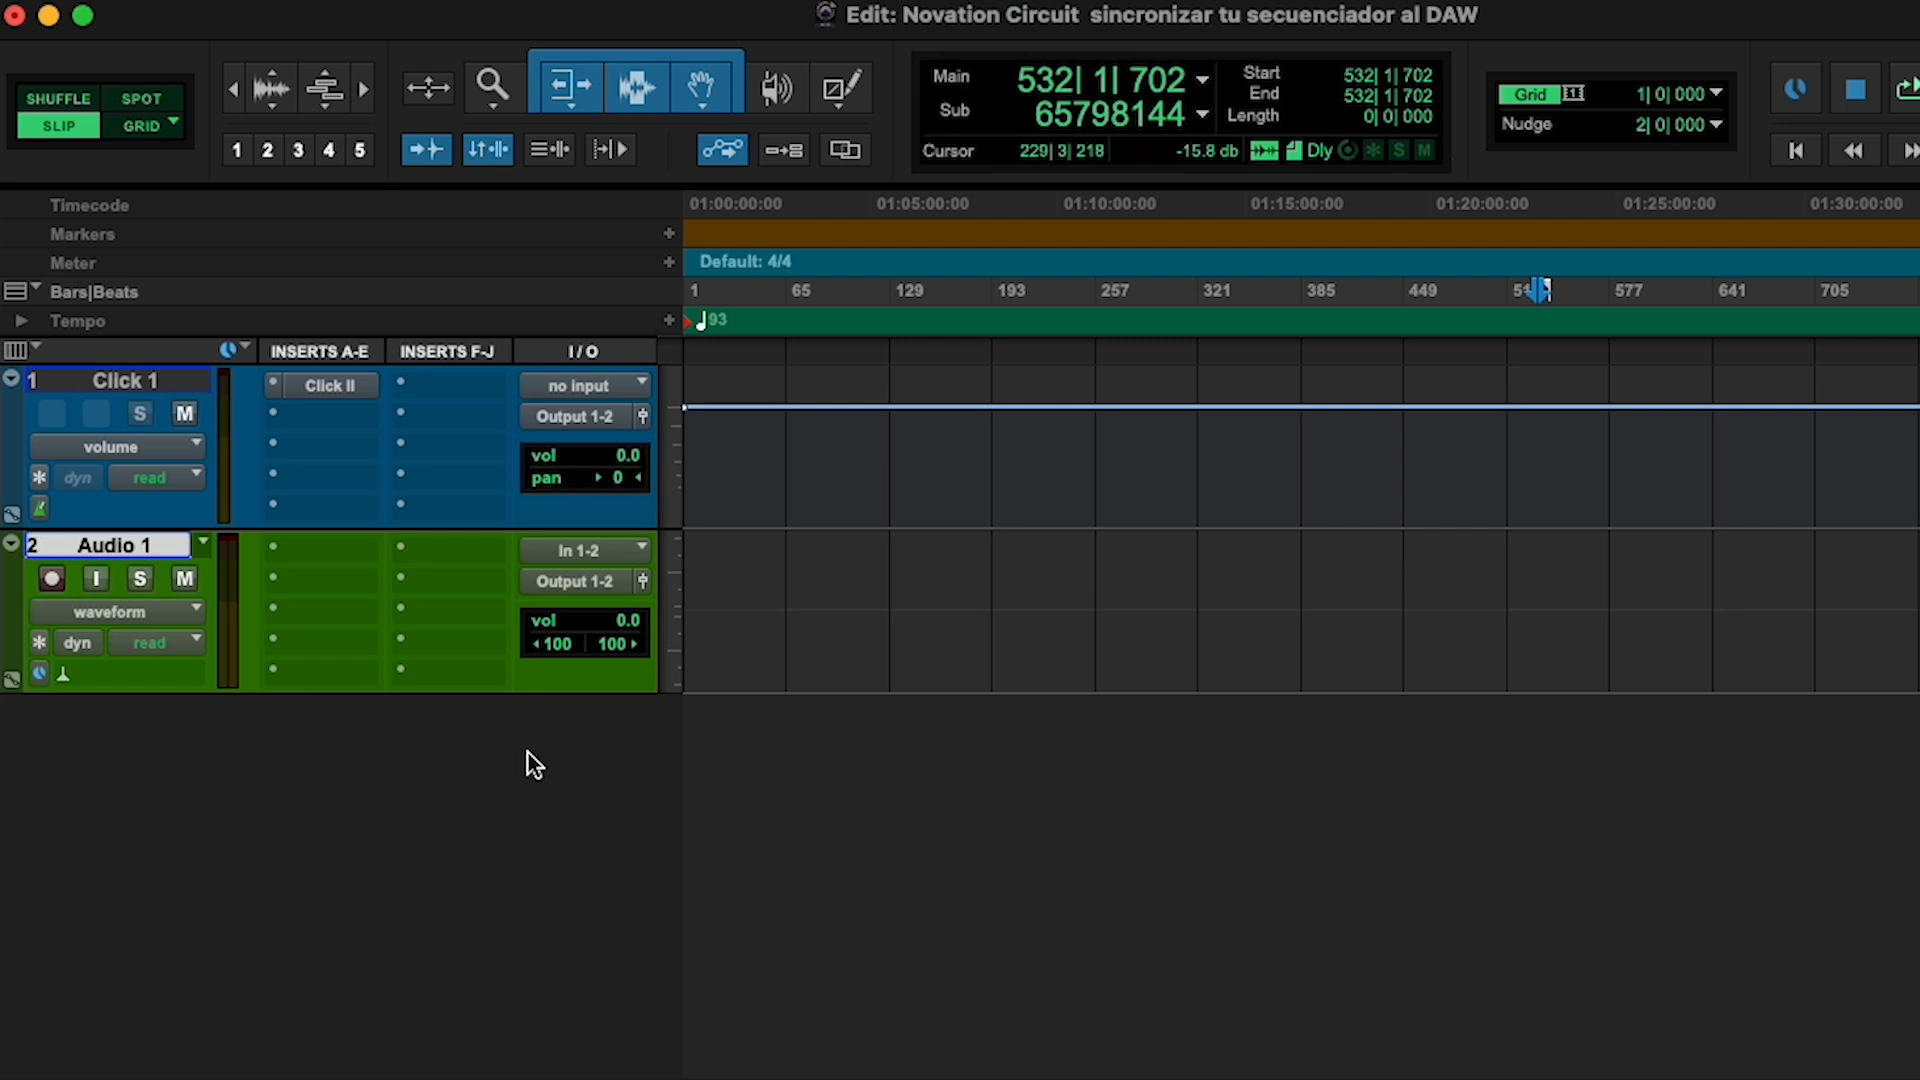 Edit: Novation Circuit  sincronizar tu secuenciador al DAW
SHUFFLE SPOT
SLIP GRID
1 2 3 4 5
Main 532| 1| 702
Sub 65798144
Start 532| 1| 702
End 532| 1| 702
Length 0| 0| 000
Cursor 229| 3| 218 -15.8 db Dly S M
Grid 1| 0| 000
Nudge 2| 0| 000
Timecode 01:00:00:00 01:05:00:00 01:10:00:00 01:15:00:00 01:20:00:00 01:25:00:00 01:30:00:00
Markers +
Meter + Default: 4/4
Bars|Beats 1 65 129 193 257 321 385 449 577 641 705
Tempo + 93
INSERTS A-E INSERTS F-J I / O
1 Click 1 Click II no input
S M Output 1-2
volume vol 0.0
dyn read pan 0
2 Audio 1 In 1-2
I S M Output 1-2
waveform vol 0.0
dyn read 100 100